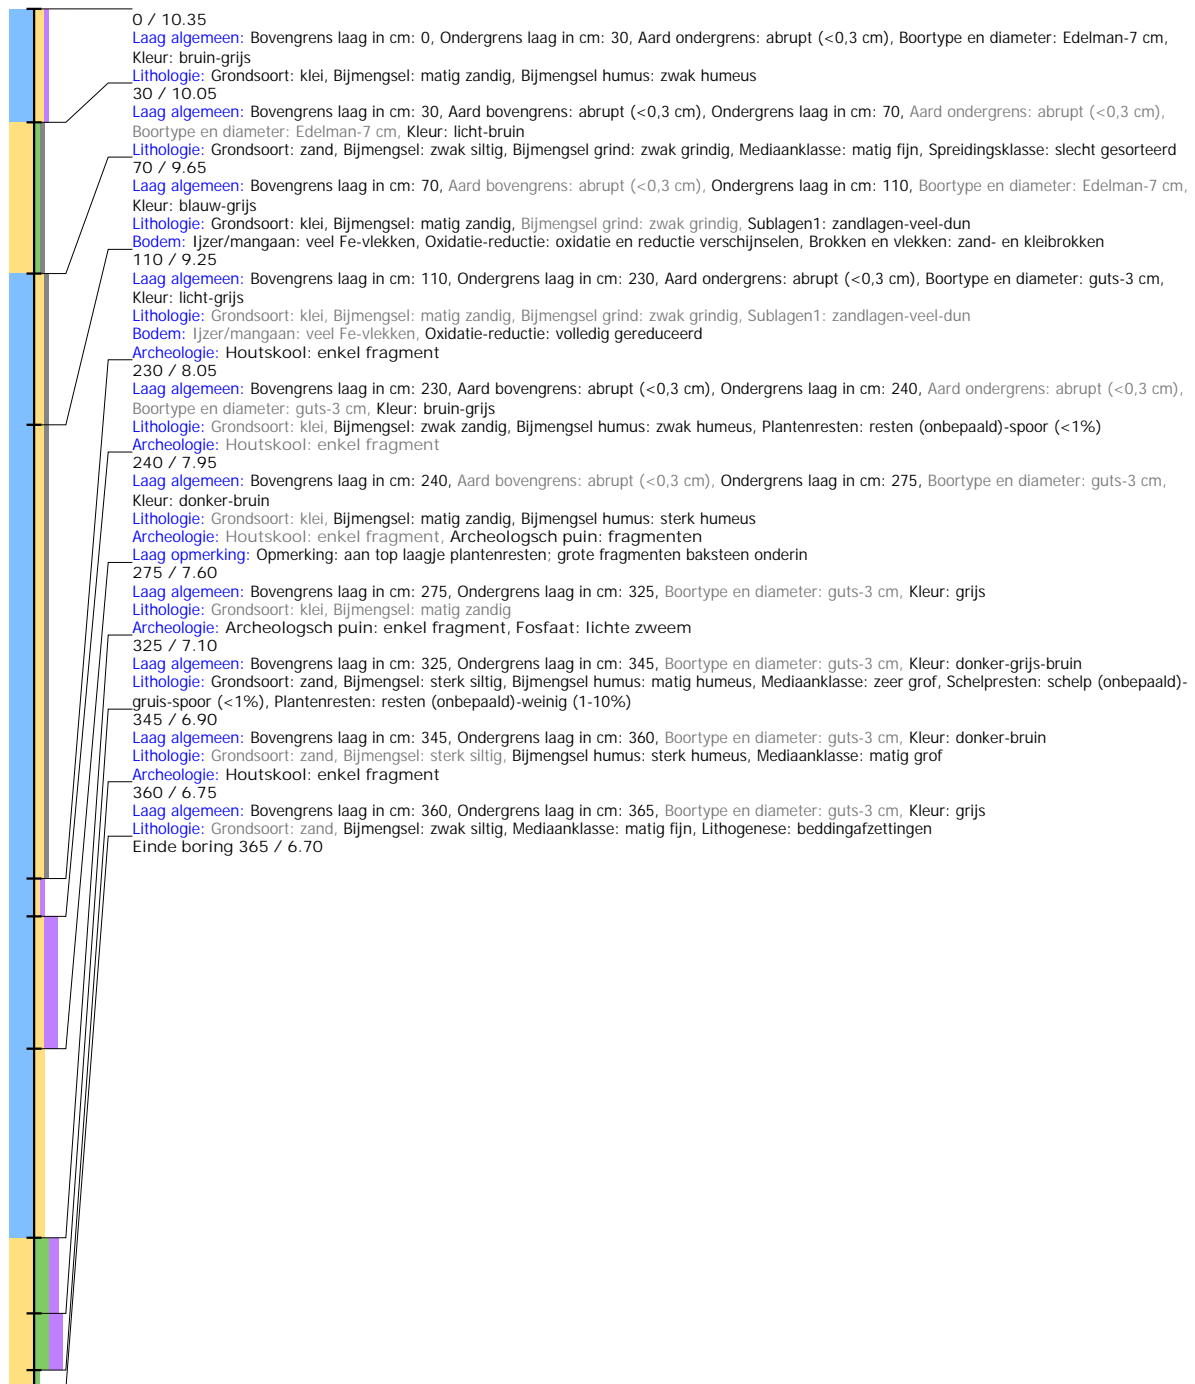 0 / 10.35
Laag algemeen: Bovengrens laag in cm: 0, Ondergrens laag in cm: 30, Aard ondergrens: abrupt (<0,3 cm), Boortype en diameter: Edelman-7 cm,
Kleur: bruin-grijs
Lithologie: Grondsoort: klei, Bijmengsel: matig zandig, Bijmengsel humus: zwak humeus
30 / 10.05
Laag algemeen: Bovengrens laag in cm: 30, Aard bovengrens: abrupt (<0,3 cm), Ondergrens laag in cm: 70, Aard ondergrens: abrupt (<0,3 cm),
Boortype en diameter: Edelman-7 cm, Kleur: licht-bruin
Lithologie: Grondsoort: zand, Bijmengsel: zwak siltig, Bijmengsel grind: zwak grindig, Mediaanklasse: matig fijn, Spreidingsklasse: slecht gesorteerd
70 / 9.65
Laag algemeen: Bovengrens laag in cm: 70, Aard bovengrens: abrupt (<0,3 cm), Ondergrens laag in cm: 110, Boortype en diameter: Edelman-7 cm,
Kleur: blauw-grijs
Lithologie: Grondsoort: klei, Bijmengsel: matig zandig, Bijmengsel grind: zwak grindig, Sublagen1: zandlagen-veel-dun
Bodem: Ijzer/mangaan: veel Fe-vlekken, Oxidatie-reductie: oxidatie en reductie verschijnselen, Brokken en vlekken: zand- en kleibrokken
110 / 9.25
Laag algemeen: Bovengrens laag in cm: 110, Ondergrens laag in cm: 230, Aard ondergrens: abrupt (<0,3 cm), Boortype en diameter: guts-3 cm,
Kleur: licht-grijs
Lithologie: Grondsoort: klei, Bijmengsel: matig zandig, Bijmengsel grind: zwak grindig, Sublagen1: zandlagen-veel-dun
Bodem: Ijzer/mangaan: veel Fe-vlekken, Oxidatie-reductie: volledig gereduceerd
Archeologie: Houtskool: enkel fragment
230 / 8.05
Laag algemeen: Bovengrens laag in cm: 230, Aard bovengrens: abrupt (<0,3 cm), Ondergrens laag in cm: 240, Aard ondergrens: abrupt (<0,3 cm),
Boortype en diameter: guts-3 cm, Kleur: bruin-grijs
Lithologie: Grondsoort: klei, Bijmengsel: zwak zandig, Bijmengsel humus: zwak humeus, Plantenresten: resten (onbepaald)-spoor (<1%)
Archeologie: Houtskool: enkel fragment
240 / 7.95
Laag algemeen: Bovengrens laag in cm: 240, Aard bovengrens: abrupt (<0,3 cm), Ondergrens laag in cm: 275, Boortype en diameter: guts-3 cm,
Kleur: donker-bruin
Lithologie: Grondsoort: klei, Bijmengsel: matig zandig, Bijmengsel humus: sterk humeus
Archeologie: Houtskool: enkel fragment, Archeologsch puin: fragmenten
Laag opmerking: Opmerking: aan top laagje plantenresten; grote fragmenten baksteen onderin
275 / 7.60
Laag algemeen: Bovengrens laag in cm: 275, Ondergrens laag in cm: 325, Boortype en diameter: guts-3 cm, Kleur: grijs
Lithologie: Grondsoort: klei, Bijmengsel: matig zandig
Archeologie: Archeologsch puin: enkel fragment, Fosfaat: lichte zweem
325 / 7.10
Laag algemeen: Bovengrens laag in cm: 325, Ondergrens laag in cm: 345, Boortype en diameter: guts-3 cm, Kleur: donker-grijs-bruin
Lithologie: Grondsoort: zand, Bijmengsel: sterk siltig, Bijmengsel humus: matig humeus, Mediaanklasse: zeer grof, Schelpresten: schelp (onbepaald)-
gruis-spoor (<1%), Plantenresten: resten (onbepaald)-weinig (1-10%)
345 / 6.90
Laag algemeen: Bovengrens laag in cm: 345, Ondergrens laag in cm: 360, Boortype en diameter: guts-3 cm, Kleur: donker-bruin
Lithologie: Grondsoort: zand, Bijmengsel: sterk siltig, Bijmengsel humus: sterk humeus, Mediaanklasse: matig grof
Archeologie: Houtskool: enkel fragment
360 / 6.75
Laag algemeen: Bovengrens laag in cm: 360, Ondergrens laag in cm: 365, Boortype en diameter: guts-3 cm, Kleur: grijs
Lithologie: Grondsoort: zand, Bijmengsel: zwak siltig, Mediaanklasse: matig fijn, Lithogenese: beddingafzettingen
Einde boring 365 / 6.70